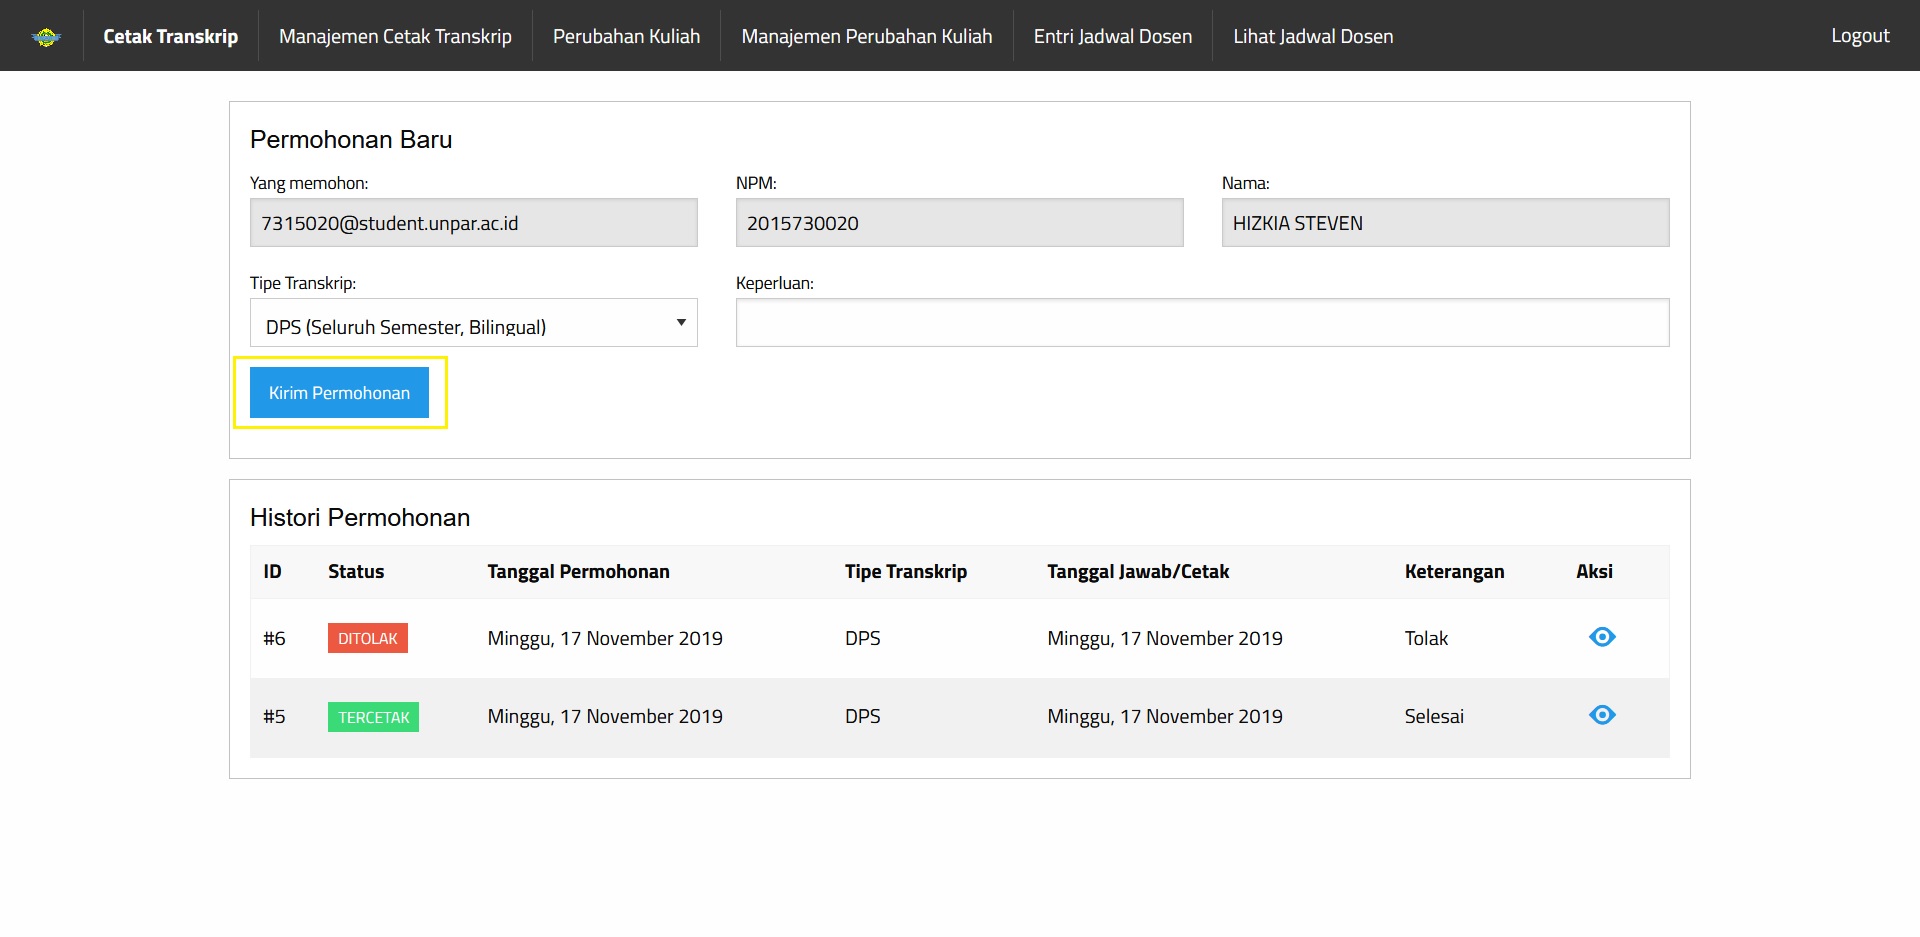 Cetak Transkrip Manajemen Cetak Transkrip Perubahan Kuliah Manajemen Perubahan Kuliah Entri Jadwal Dosen Lihat Jadwal Dosen Logout
Permohonan Baru
Yang memohon: NPM: Nama:
7315020@student.unpar.ac.id 2015730020 HIZKIA STEVEN
Tipe Transkrip: Keperluan:
DPS (Seluruh Semester, Bilingual)
Kirim Permohonan
Histori Permohonan
ID Status Tanggal Permohonan Tipe Transkrip Tanggal Jawab/Cetak Keterangan Aksi
#6 DITOLAK Minggu, 17 November 2019 DPS Minggu, 17 November 2019 Tolak
#5 TERCETAK Minggu, 17 November 2019 DPS Minggu, 17 November 2019 Selesai